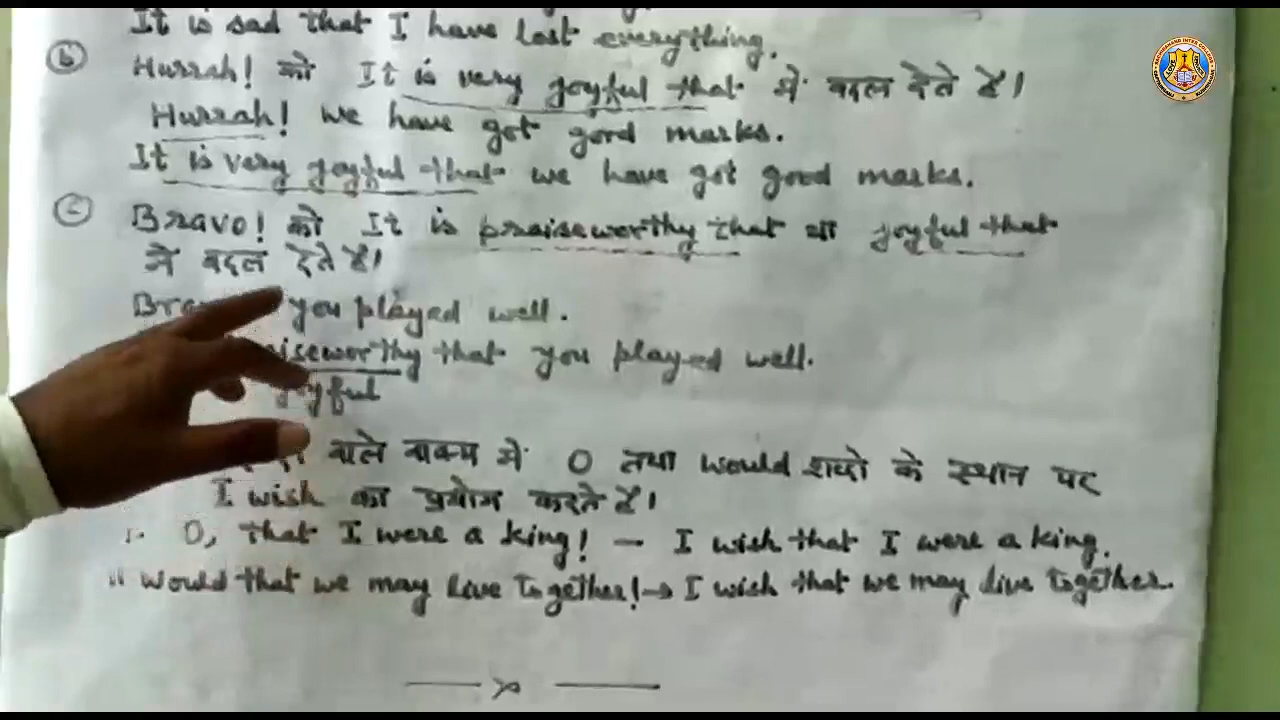 It is sad that I have lost everything.
(b) Hurrah! को It is very joyful that में बदल देते हैं।
Hurrah! we have got good marks.
It is very joyful that we have got good marks.
(c) Bravo! को It is praiseworthy that या joyful that
में बदल देते हैं।
you played well.
that you played well.
joyful
वाले वाक्य में O तथा would शब्दो के स्थान पर
I wish का प्रयोग करते हैं।
O, that I were a king! — I wish that I were a king.
Would that we may live together! → I wish that we may live together.